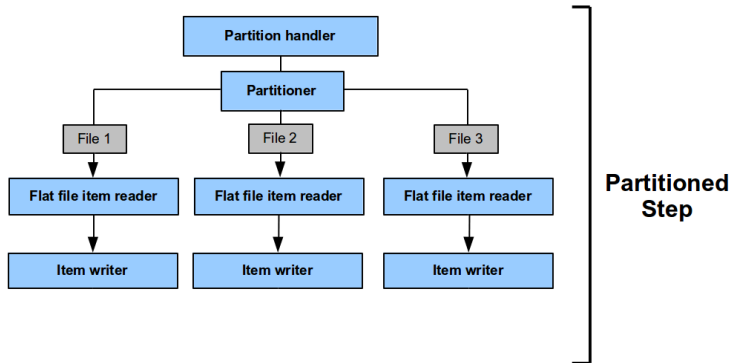 Partition handler
Partitioner
File 1
File 2
File 3
Flat file item reader
Flat file item reader
Flat file item reader
Item writer
Item writer
Item writer
Partitioned
Step